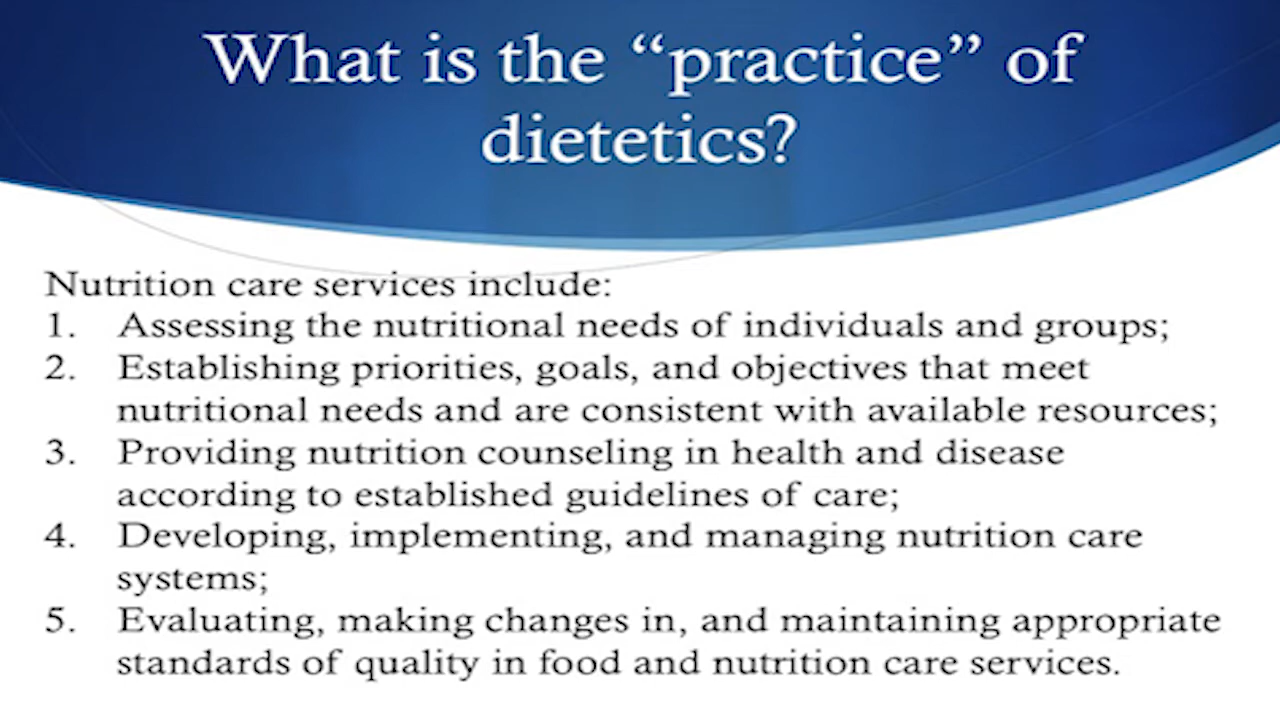 What is the “practice” of
dietetics?
Nutrition care services include:
1. Assessing the nutritional needs of individuals and groups;
2. Establishing priorities, goals, and objectives that meet
nutritional needs and are consistent with available resources;
3. Providing nutrition counseling in health and disease
according to established guidelines of care;
4. Developing, implementing, and managing nutrition care
systems;
5. Evaluating, making changes in, and maintaining appropriate
standards of quality in food and nutrition care services.